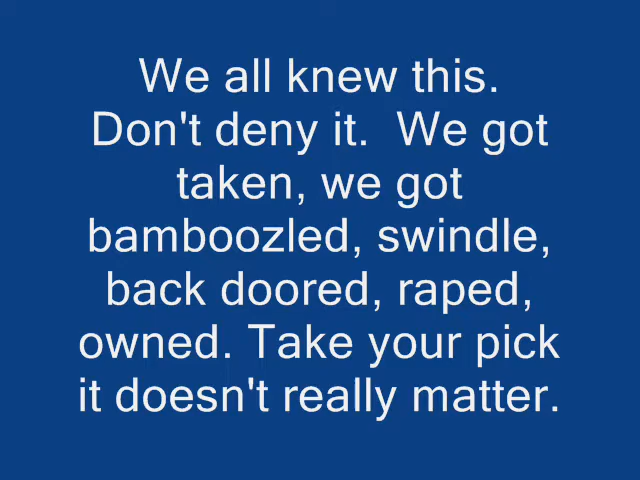 We all knew this.
Don't deny it.  We got
taken, we got
bamboozled, swindle,
back doored, raped,
owned. Take your pick
it doesn't really matter.